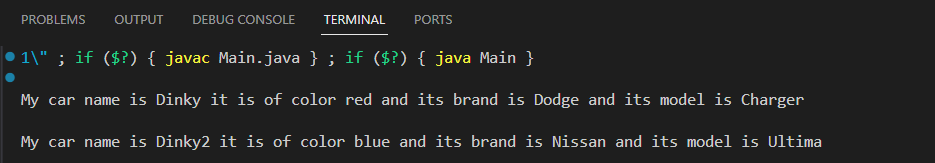 PROBLEMS OUTPUT DEBUG CONSOLE TERMINAL PORTS
1\" ; if ($?) { javac Main.java } ; if ($?) { java Main }
My car name is Dinky it is of color red and its brand is Dodge and its model is Charger
My car name is Dinky2 it is of color blue and its brand is Nissan and its model is Ultima